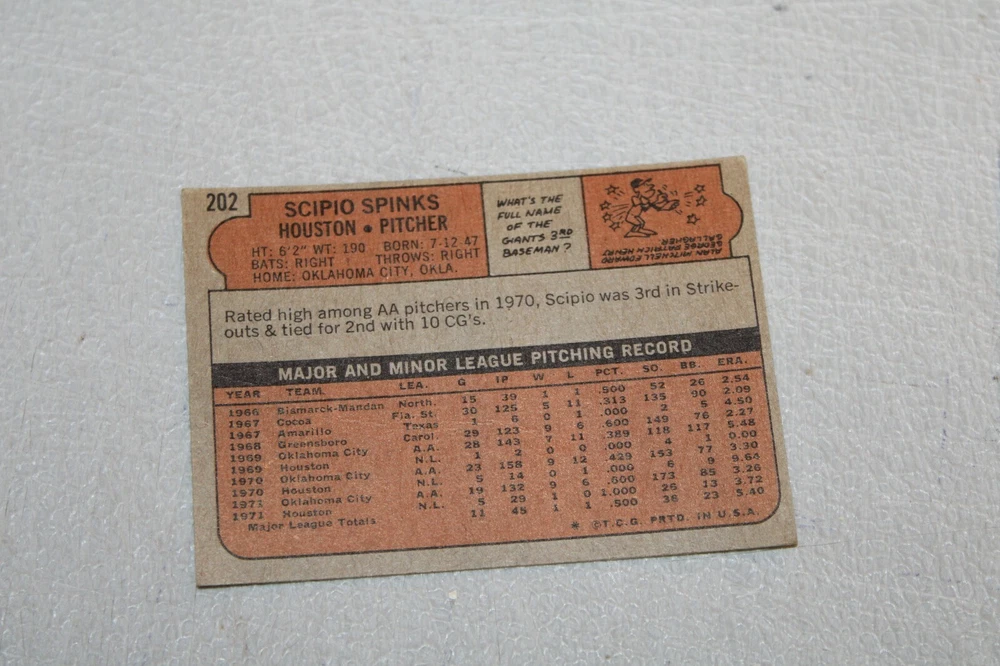 202
SCIPIO SPINKS
HOUSTON • PITCHER
HT: 6'2" WT: 190 BORN: 7-12-47
BATS: RIGHT THROWS: RIGHT
HOME: OKLAHOMA CITY, OKLA.
WHAT'S THE
FULL NAME
OF THE
GIANTS 3RD
BASEMAN?
ALAN MITCHELL EDWARD
GEORGE PATRICK HENRY
GALLAGHER
Rated high among AA pitchers in 1970, Scipio was 3rd in Strike-
outs & tied for 2nd with 10 CG's.
MAJOR AND MINOR LEAGUE PITCHING RECORD
YEAR TEAM LEA. G IP W L PCT. SO. BB. ERA.
1966 Bismarck-Mandan North. 15 39 1 1 .500 52 26 2.54
1967 Cocoa Fla. St. 30 125 5 11 .313 135 90 2.09
1967 Amarillo Texas 1 6 0 1 .000 2 5 4.50
1968 Greensboro Carol. 29 123 9 6 .600 149 76 2.27
1969 Oklahoma City A.A. 28 143 7 11 .389 118 117 5.48
1969 Houston N.L. 1 2 0 0 .000 4 1 0.00
1970 Oklahoma City A.A. 23 158 9 12 .429 153 77 3.30
1970 Houston N.L. 5 14 0 1 .000 6 9 9.64
1971 Oklahoma City A.A. 19 132 9 6 .600 173 85 3.26
1971 Houston N.L. 5 29 1 0 1.000 26 13 3.72
Major League Totals 11 45 1 1 .500 36 23 5.40
* ©T.C.G. PRTD. IN U.S.A.